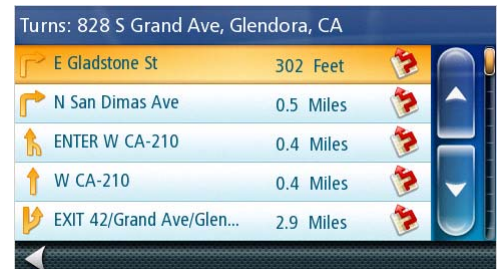 Turns: 828 S Grand Ave, Glendora, CA
E Gladstone St 302 Feet
N San Dimas Ave 0.5 Miles
ENTER W CA-210 0.4 Miles
W CA-210 0.4 Miles
EXIT 42/Grand Ave/Glen... 2.9 Miles